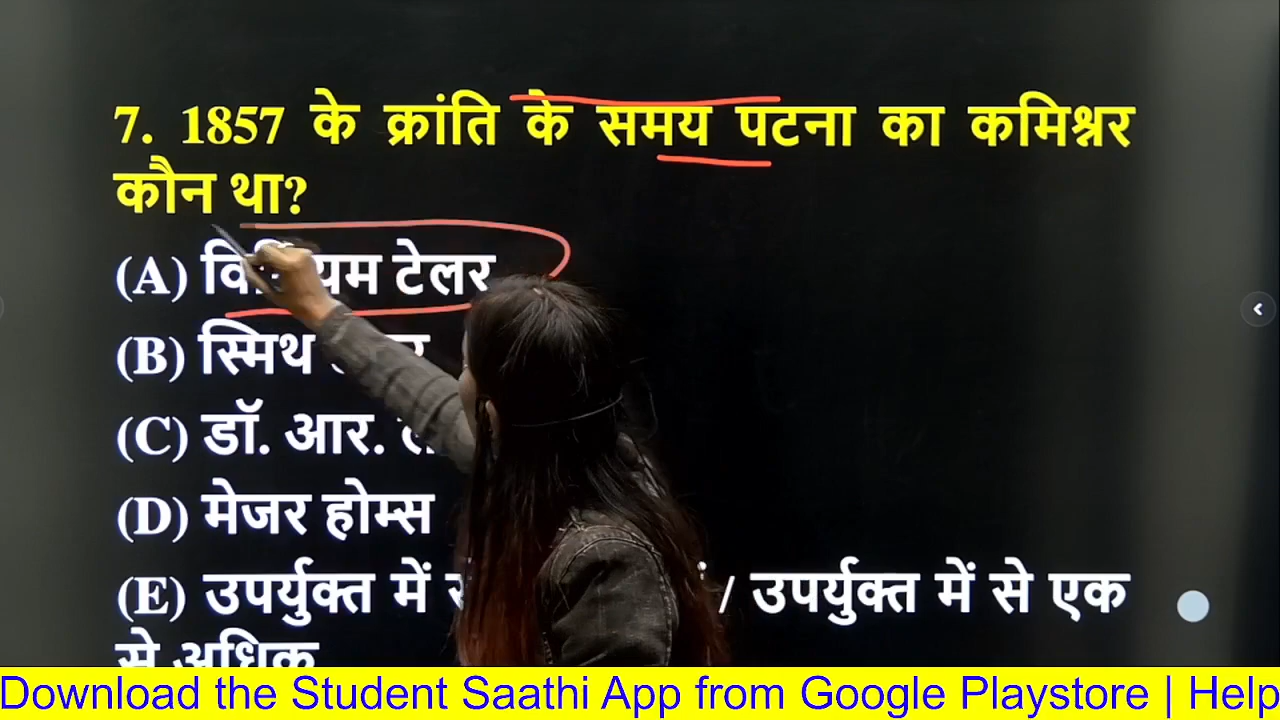 7. 1857 के क्रांति के समय पटना का कमिश्नर
कौन था?
(A) टेलर
(B) स्मिथ
(C) डॉ. आर.
(D) मेजर होम्स
(E) उपर्युक्त में / उपर्युक्त में से एक
से अधिक
Download the Student Saathi App from Google Playstore | Help